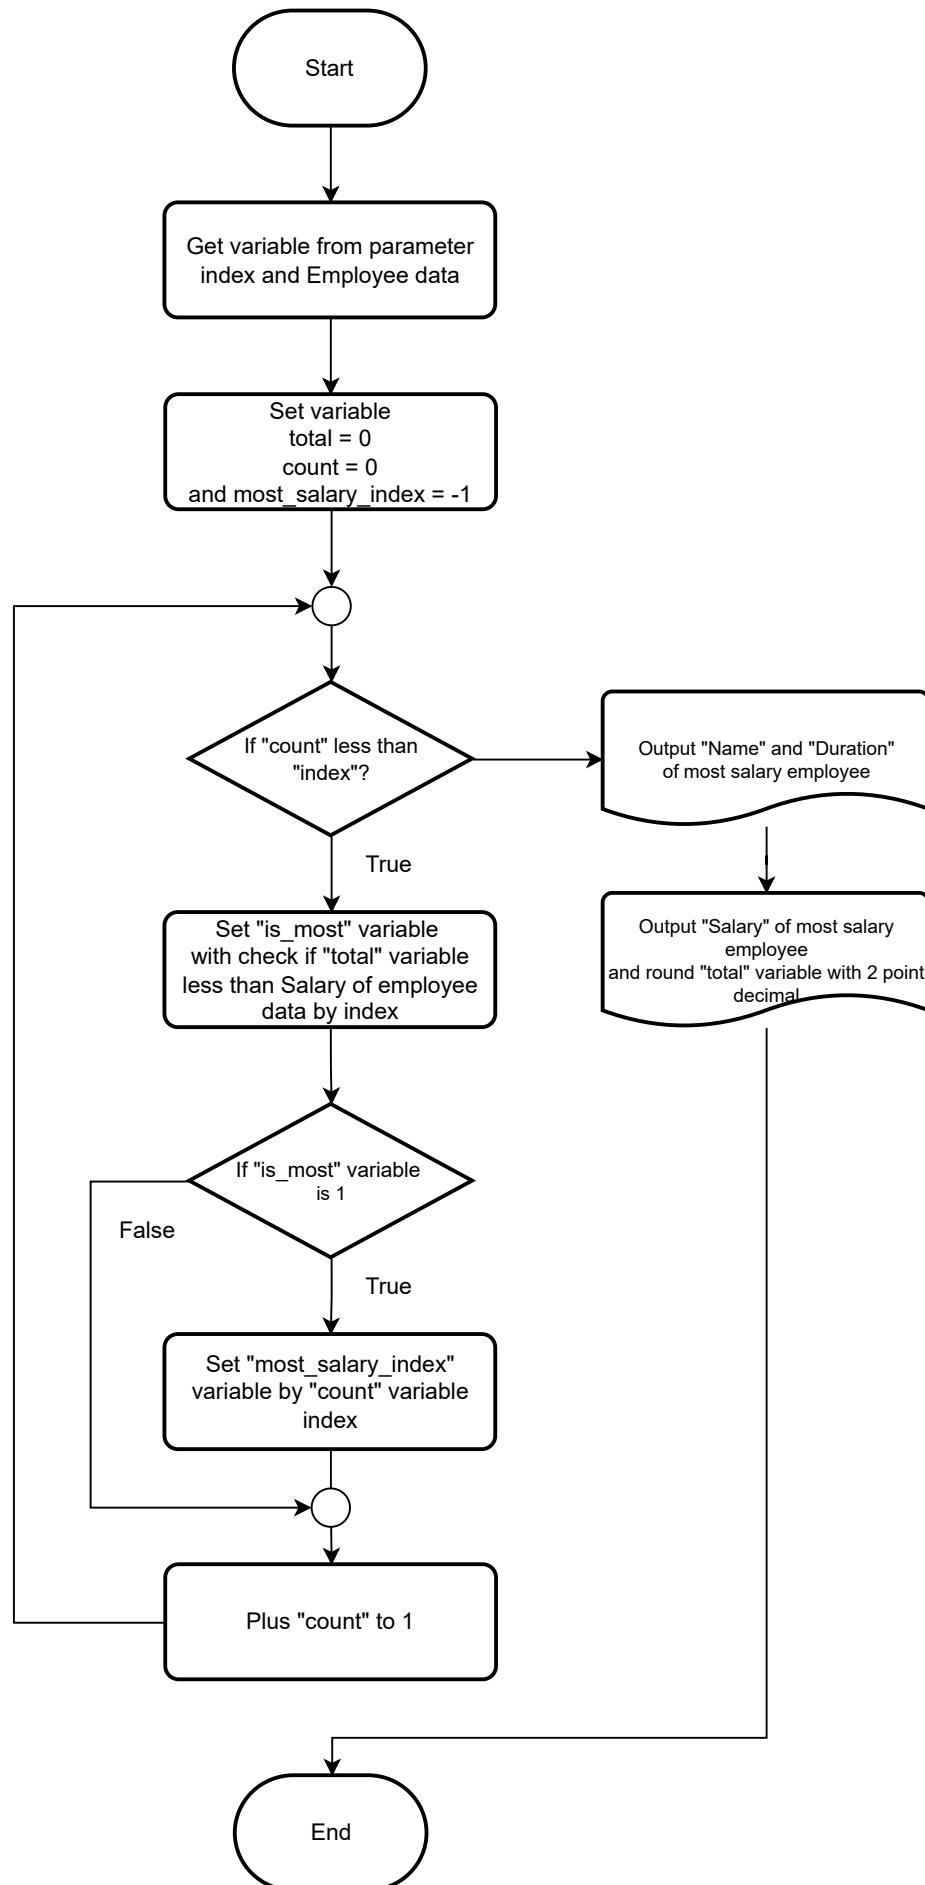 Start
Get variable from parameter
index and Employee data
Set variable
total = 0
count = 0
and most_salary_index = -1
If "count" less than
"index"?
Output "Name" and "Duration"
of most salary employee
True
Output "Salary" of most salary
employee
and round "total" variable with 2 point
decimal
Set "is_most" variable
with check if "total" variable
less than Salary of employee
data by index
If "is_most" variable
is 1
False
True
Set "most_salary_index"
variable by "count" variable
index
Plus "count" to 1
End